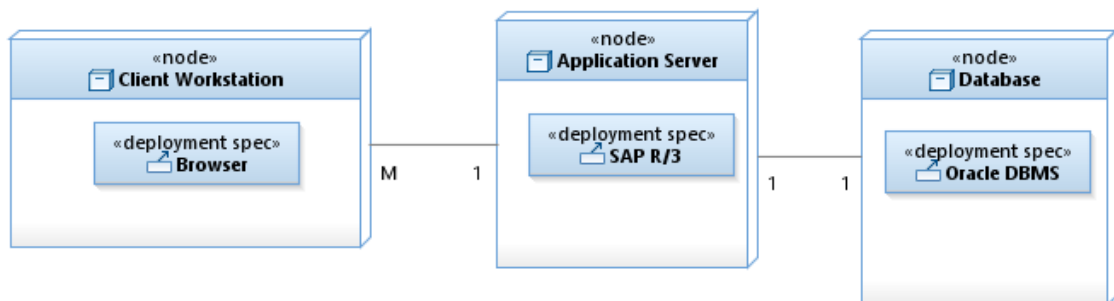 «node»
Client Workstation
«deployment spec»
Browser
M
1
«node»
Application Server
«deployment spec»
SAP R/3
1
1
«node»
Database
«deployment spec»
Oracle DBMS